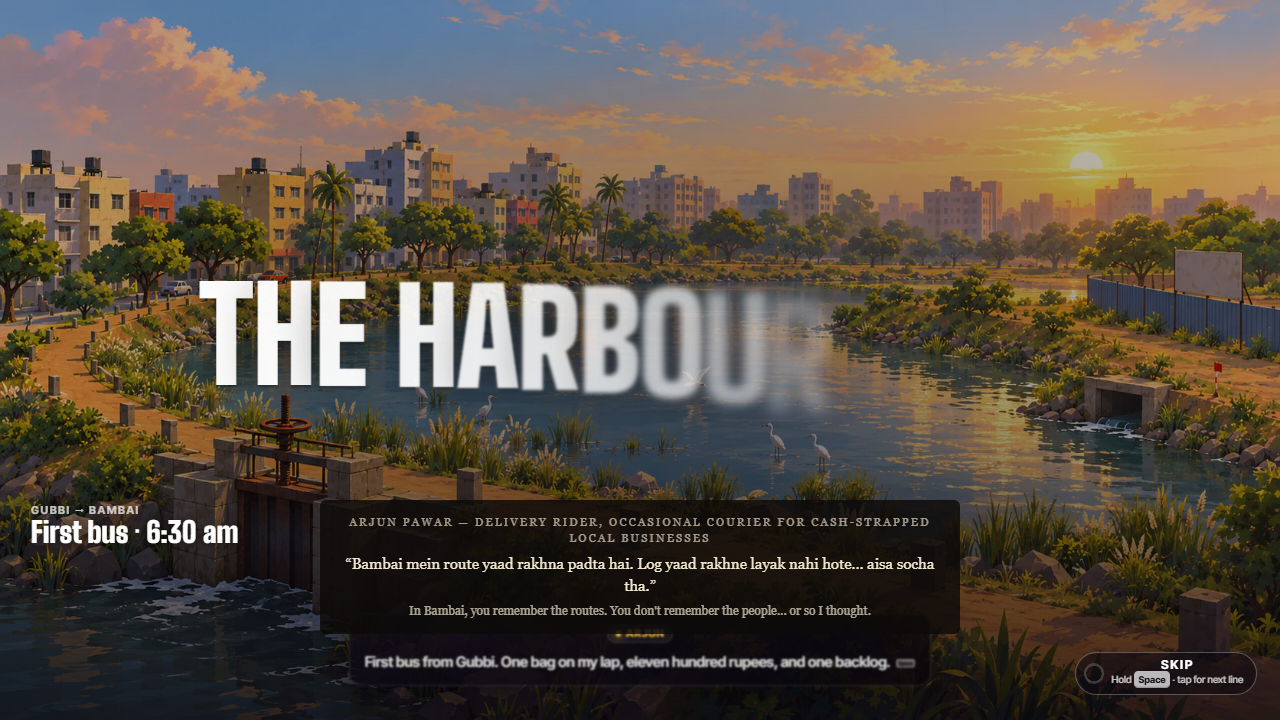 THE HARBOU
GUBBI → BAMBAI
First bus · 6:30 am
ARJUN PAWAR — DELIVERY RIDER, OCCASIONAL COURIER FOR CASH-STRAPPED
LOCAL BUSINESSES
“Bambai mein route yaad rakhna padta hai. Log yaad rakhne layak nahi hote... aisa socha
tha.”
In Bambai, you remember the routes. You don't remember the people... or so I thought.
ARJUN
First bus from Gubbi. One bag on my lap, eleven hundred rupees, and one backlog.
SKIP
Hold Space · tap for next line